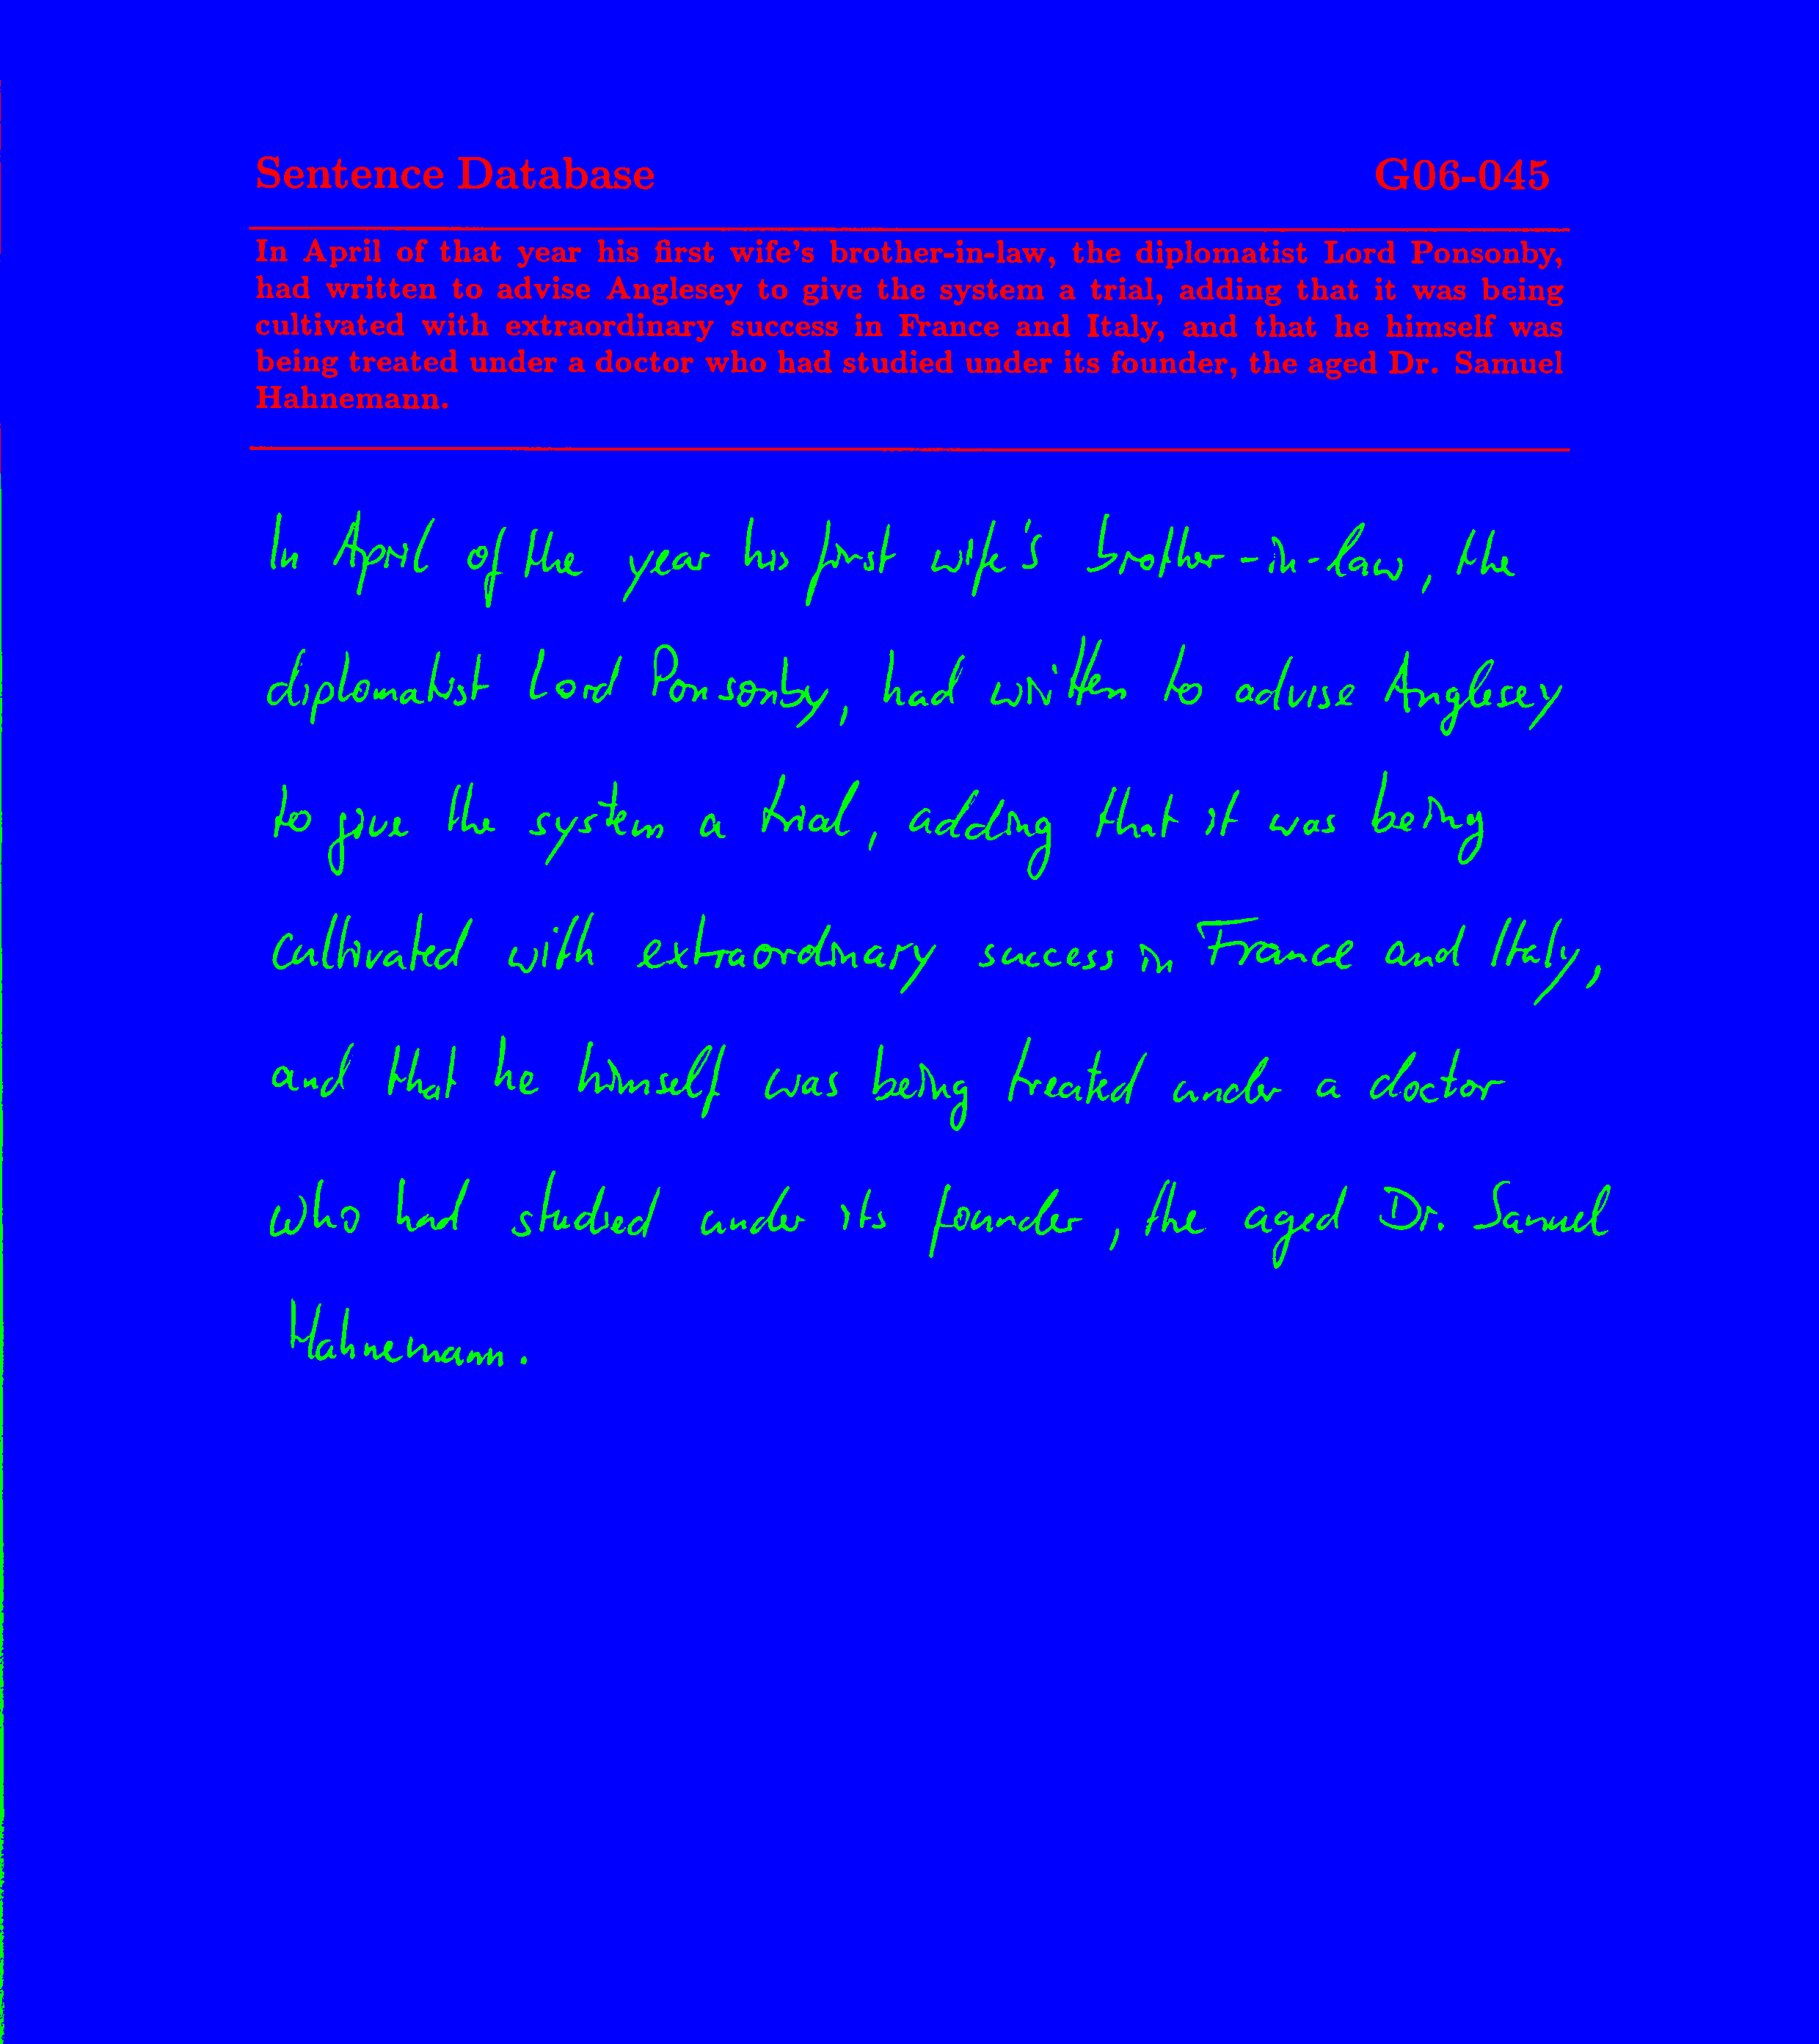 Sentence Database G06-045
In April of that year his first wife's brother-in-law, the diplomatist Lord Ponsonby,
had written to advise Anglesey to give the system a trial, adding that it was being
cultivated with extraordinary success in France and Italy, and that he himself was
being treated under a doctor who had studied under its founder, the aged Dr. Samuel
Hahnemann.
In April of the year his first wife's brother-in-law, the
diplomatist Lord Ponsonby, had written to advise Anglesey
to give the system a trial, adding that it was being
cultivated with extraordinary success in France and Italy,
and that he himself was being treated under a doctor
who had studied under its founder, the aged Dr. Samuel
Hahnemann.